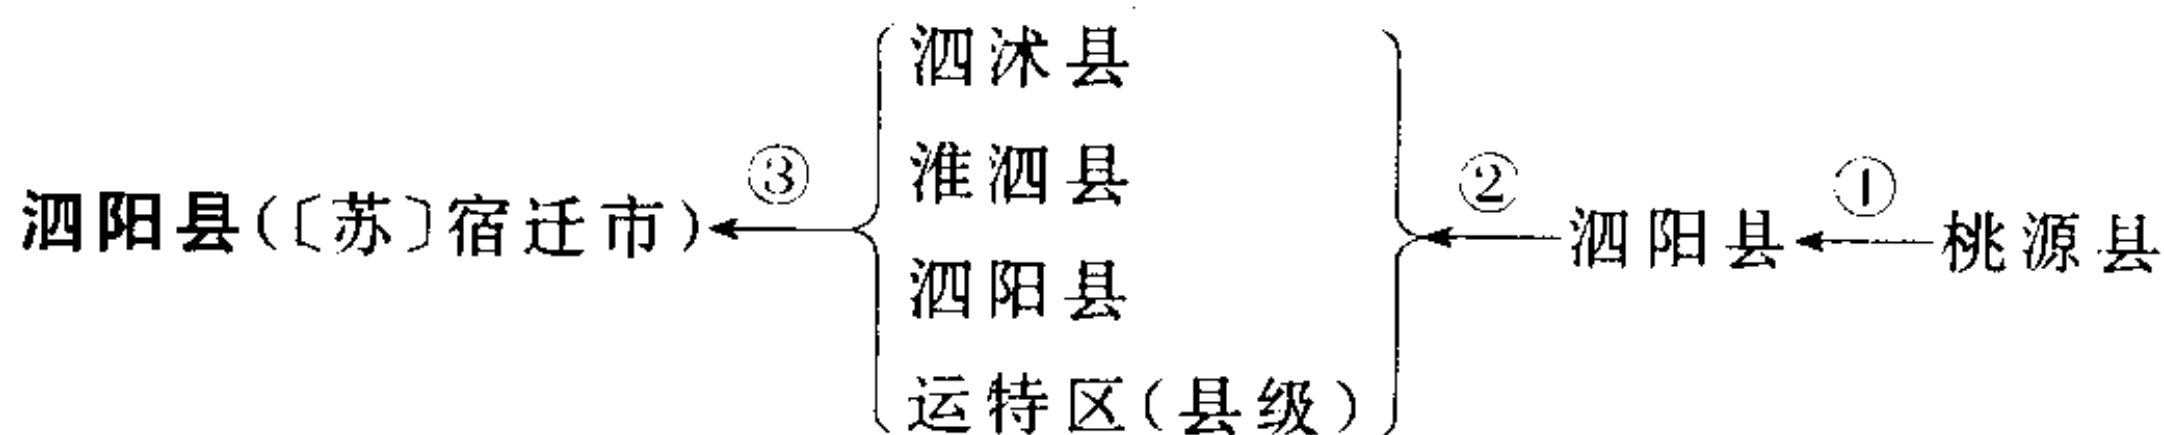 泗沭县
淮泗县
泗阳县(〔苏〕宿迁市) ③ ② 泗阳县 ① 桃源县
泗阳县
运特区(县级)